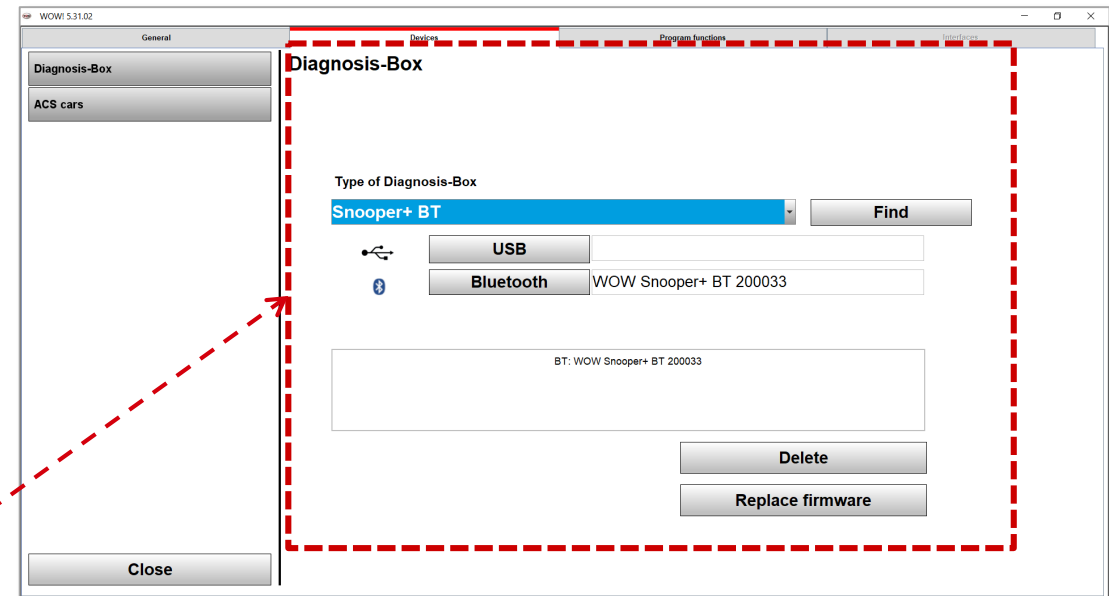 WOW! 5.31.02
General
Devices
Program functions
Interfaces
Diagnosis-Box
ACS cars
Diagnosis-Box
Type of Diagnosis-Box
Snooper+ BT
Find
USB
Bluetooth
WOW Snooper+ BT 200033
BT: WOW Snooper+ BT 200033
Delete
Replace firmware
Close